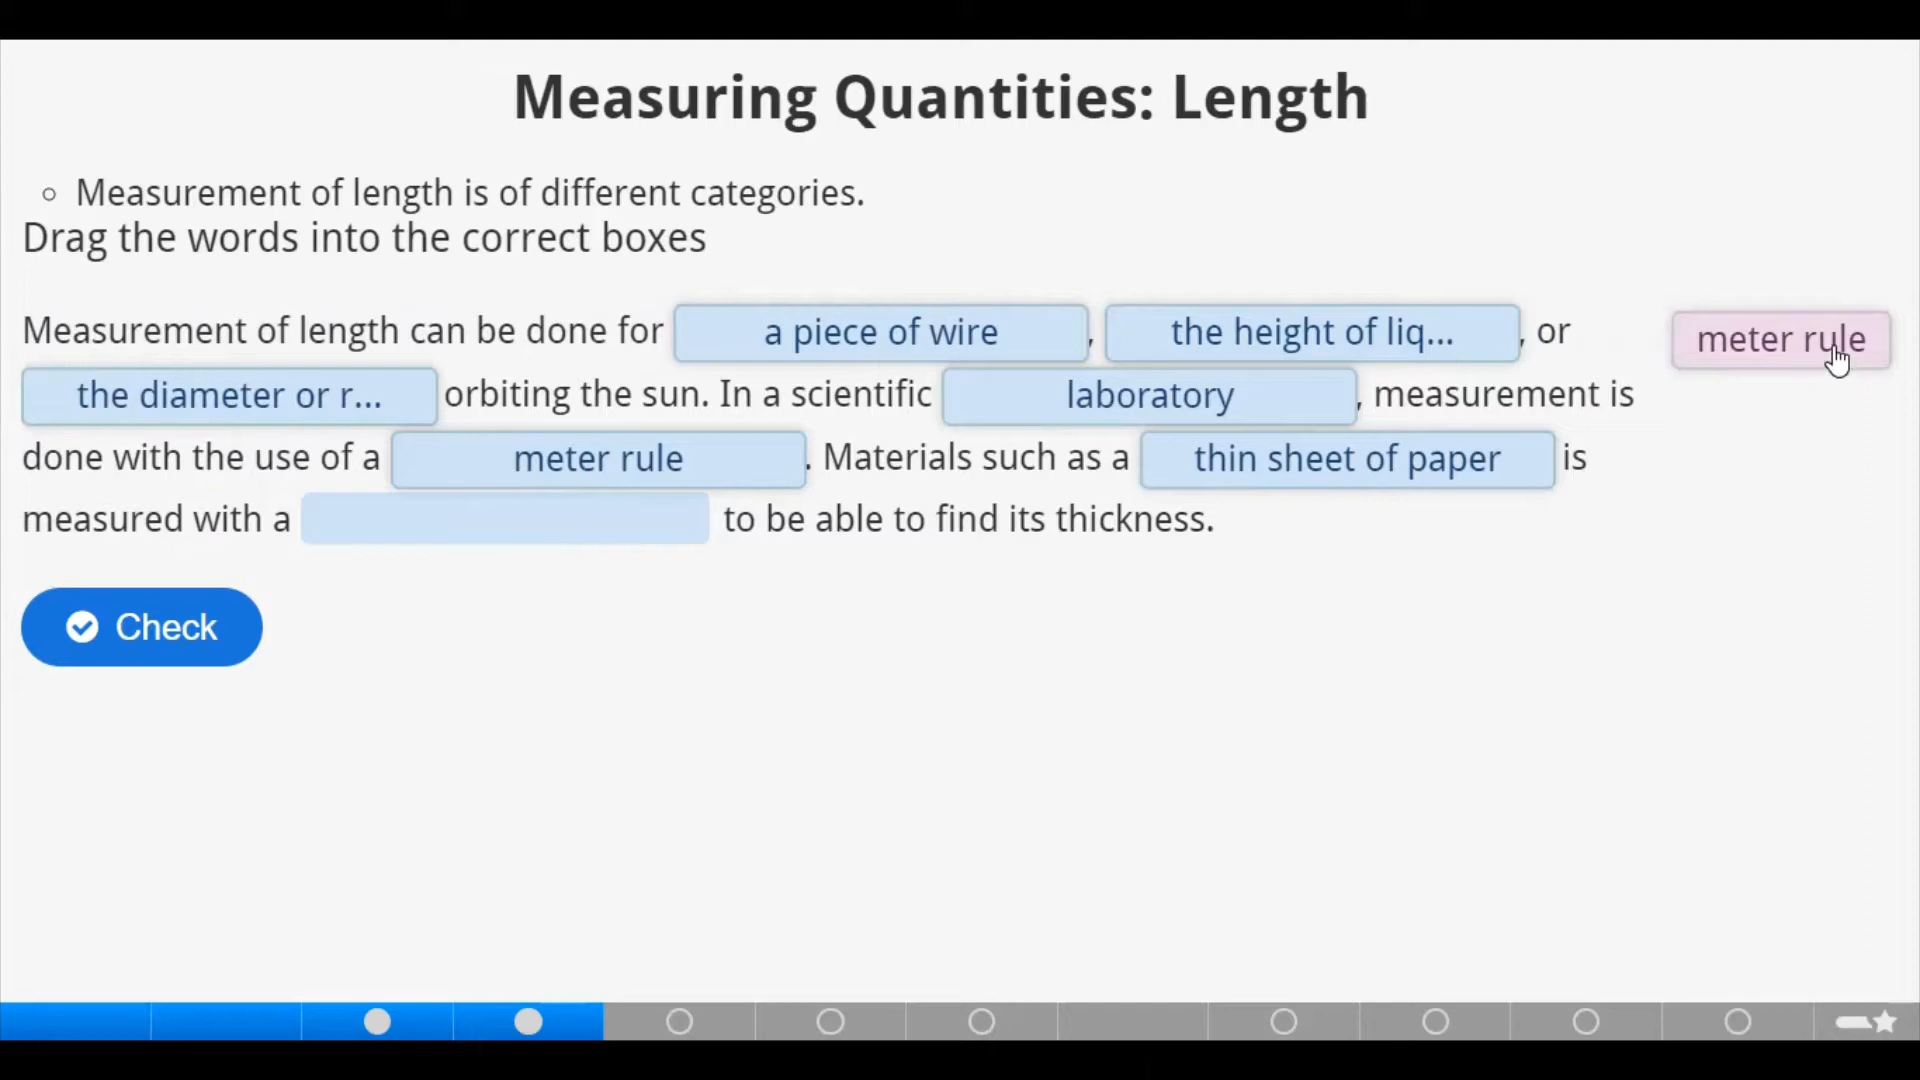 Measuring Quantities: Length
Measurement of length is of different categories.
Drag the words into the correct boxes
Measurement of length can be done for a piece of wire, the height of liq..., or meter rule
the diameter or r... orbiting the sun. In a scientific laboratory, measurement is
done with the use of a meter rule. Materials such as a thin sheet of paper is
measured with a to be able to find its thickness.
Check